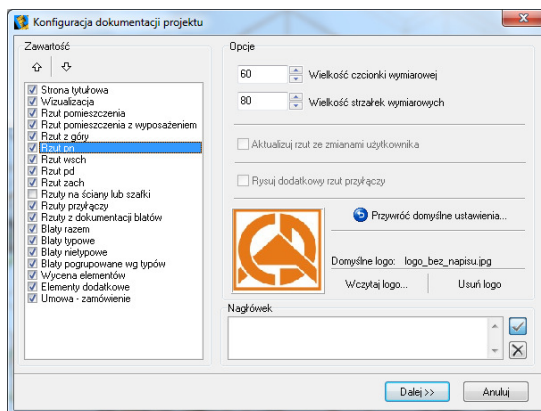 Konfiguracja dokumentacji projektu
Zawartość
Strona tytułowa
Wizualizacja
Rzut pomieszczenia
Rzut pomieszczenia z wyposażeniem
Rzut z góry
Rzut pn
Rzut wsch
Rzut pd
Rzut zach
Rzuty na ściany lub szafki
Rzuty przyłączy
Rzuty z dokumentacji blatów
Blaty razem
Blaty typowe
Blaty nietypowe
Blaty pogrupowane wg typów
Wycena elementów
Elementy dodatkowe
Umowa - zamówienie
Opcje
60 Wielkość czcionki wymiarowej
80 Wielkość strzałek wymiarowych
Aktualizuj rzut ze zmianami użytkownika
Rysuj dodatkowy rzut przyłączy
Przywróć domyślne ustawienia...
Domyślne logo: logo_bez_napisu.jpg
Wczytaj logo... Usuń logo
Nagłówek
Dalej >> Anuluj